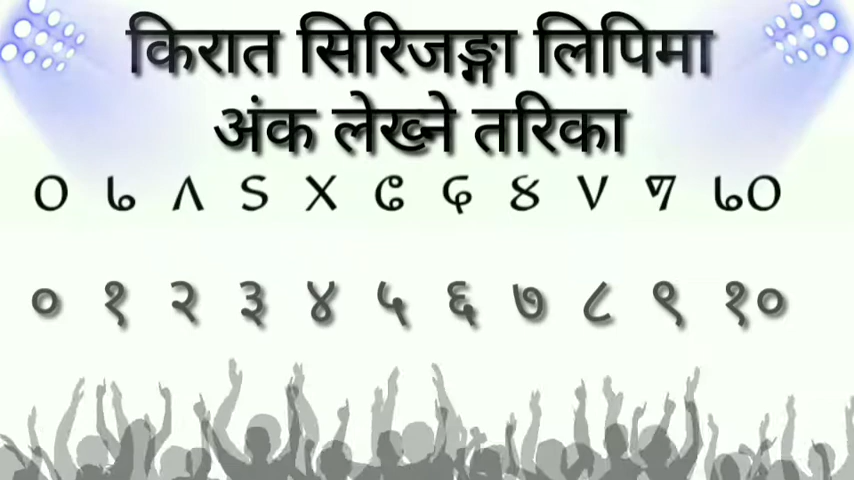 किरात सिरिजङ्गा लिपिमा
अंक लेख्ने तरिका
᥆ ᥇ ᥈ ᥉ ᥊ ᥋ ᥌ ᥍ ᥎ ᥏ ᥇᥆
० १ २ ३ ४ ५ ६ ७ ८ ९ १०